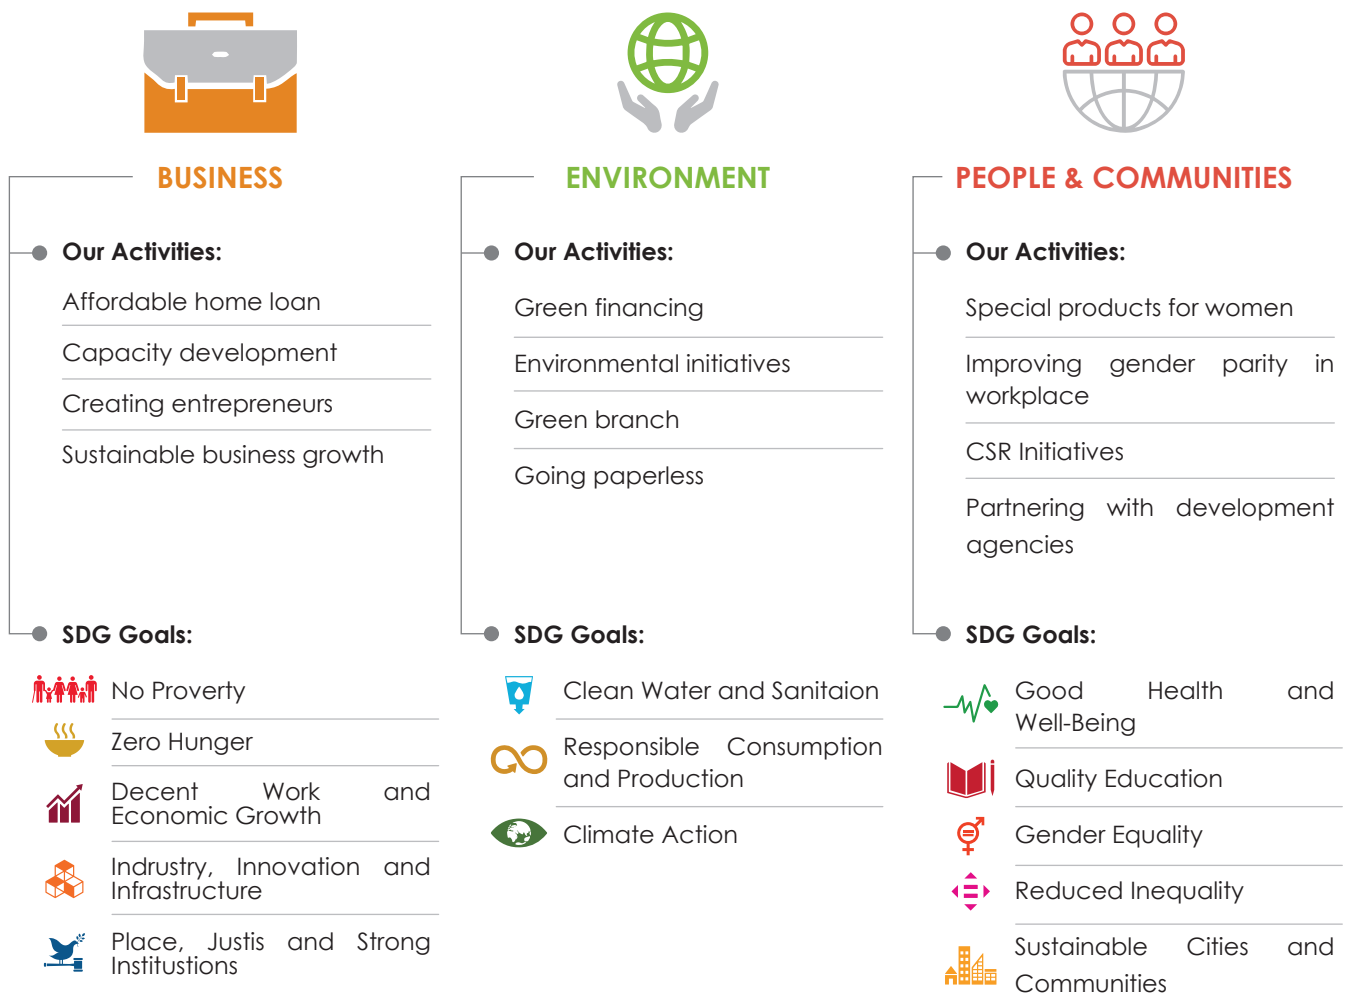 BUSINESS
Our Activities:
Affordable home loan
Capacity development
Creating entrepreneurs
Sustainable business growth
SDG Goals:
No Proverty
Zero Hunger
Decent Work and
Economic Growth
Indrustry, Innovation and
Infrastructure
Place, Justis and Strong
Institustions
ENVIRONMENT
Our Activities:
Green financing
Environmental initiatives
Green branch
Going paperless
SDG Goals:
Clean Water and Sanitaion
Responsible Consumption
and Production
Climate Action
PEOPLE & COMMUNITIES
Our Activities:
Special products for women
Improving gender parity in
workplace
CSR Initiatives
Partnering with development
agencies
SDG Goals:
Good Health and
Well-Being
Quality Education
Gender Equality
Reduced Inequality
Sustainable Cities and
Communities